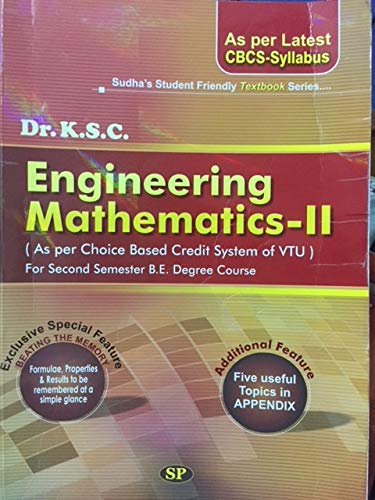 As per Latest
CBCS-Syllabus
Sudha's Student Friendly Textbook Series....
Dr.K.S.C.
Engineering
Mathematics-II
( As per Choice Based Credit System of VTU )
For Second Semester B.E. Degree Course
Exclusive Special Feature
BEATING THE MEMORY
Formulae, Properties
& Results to be
remembered at a
simple glance
Additional Feature
Five useful
Topics in
APPENDIX
SP